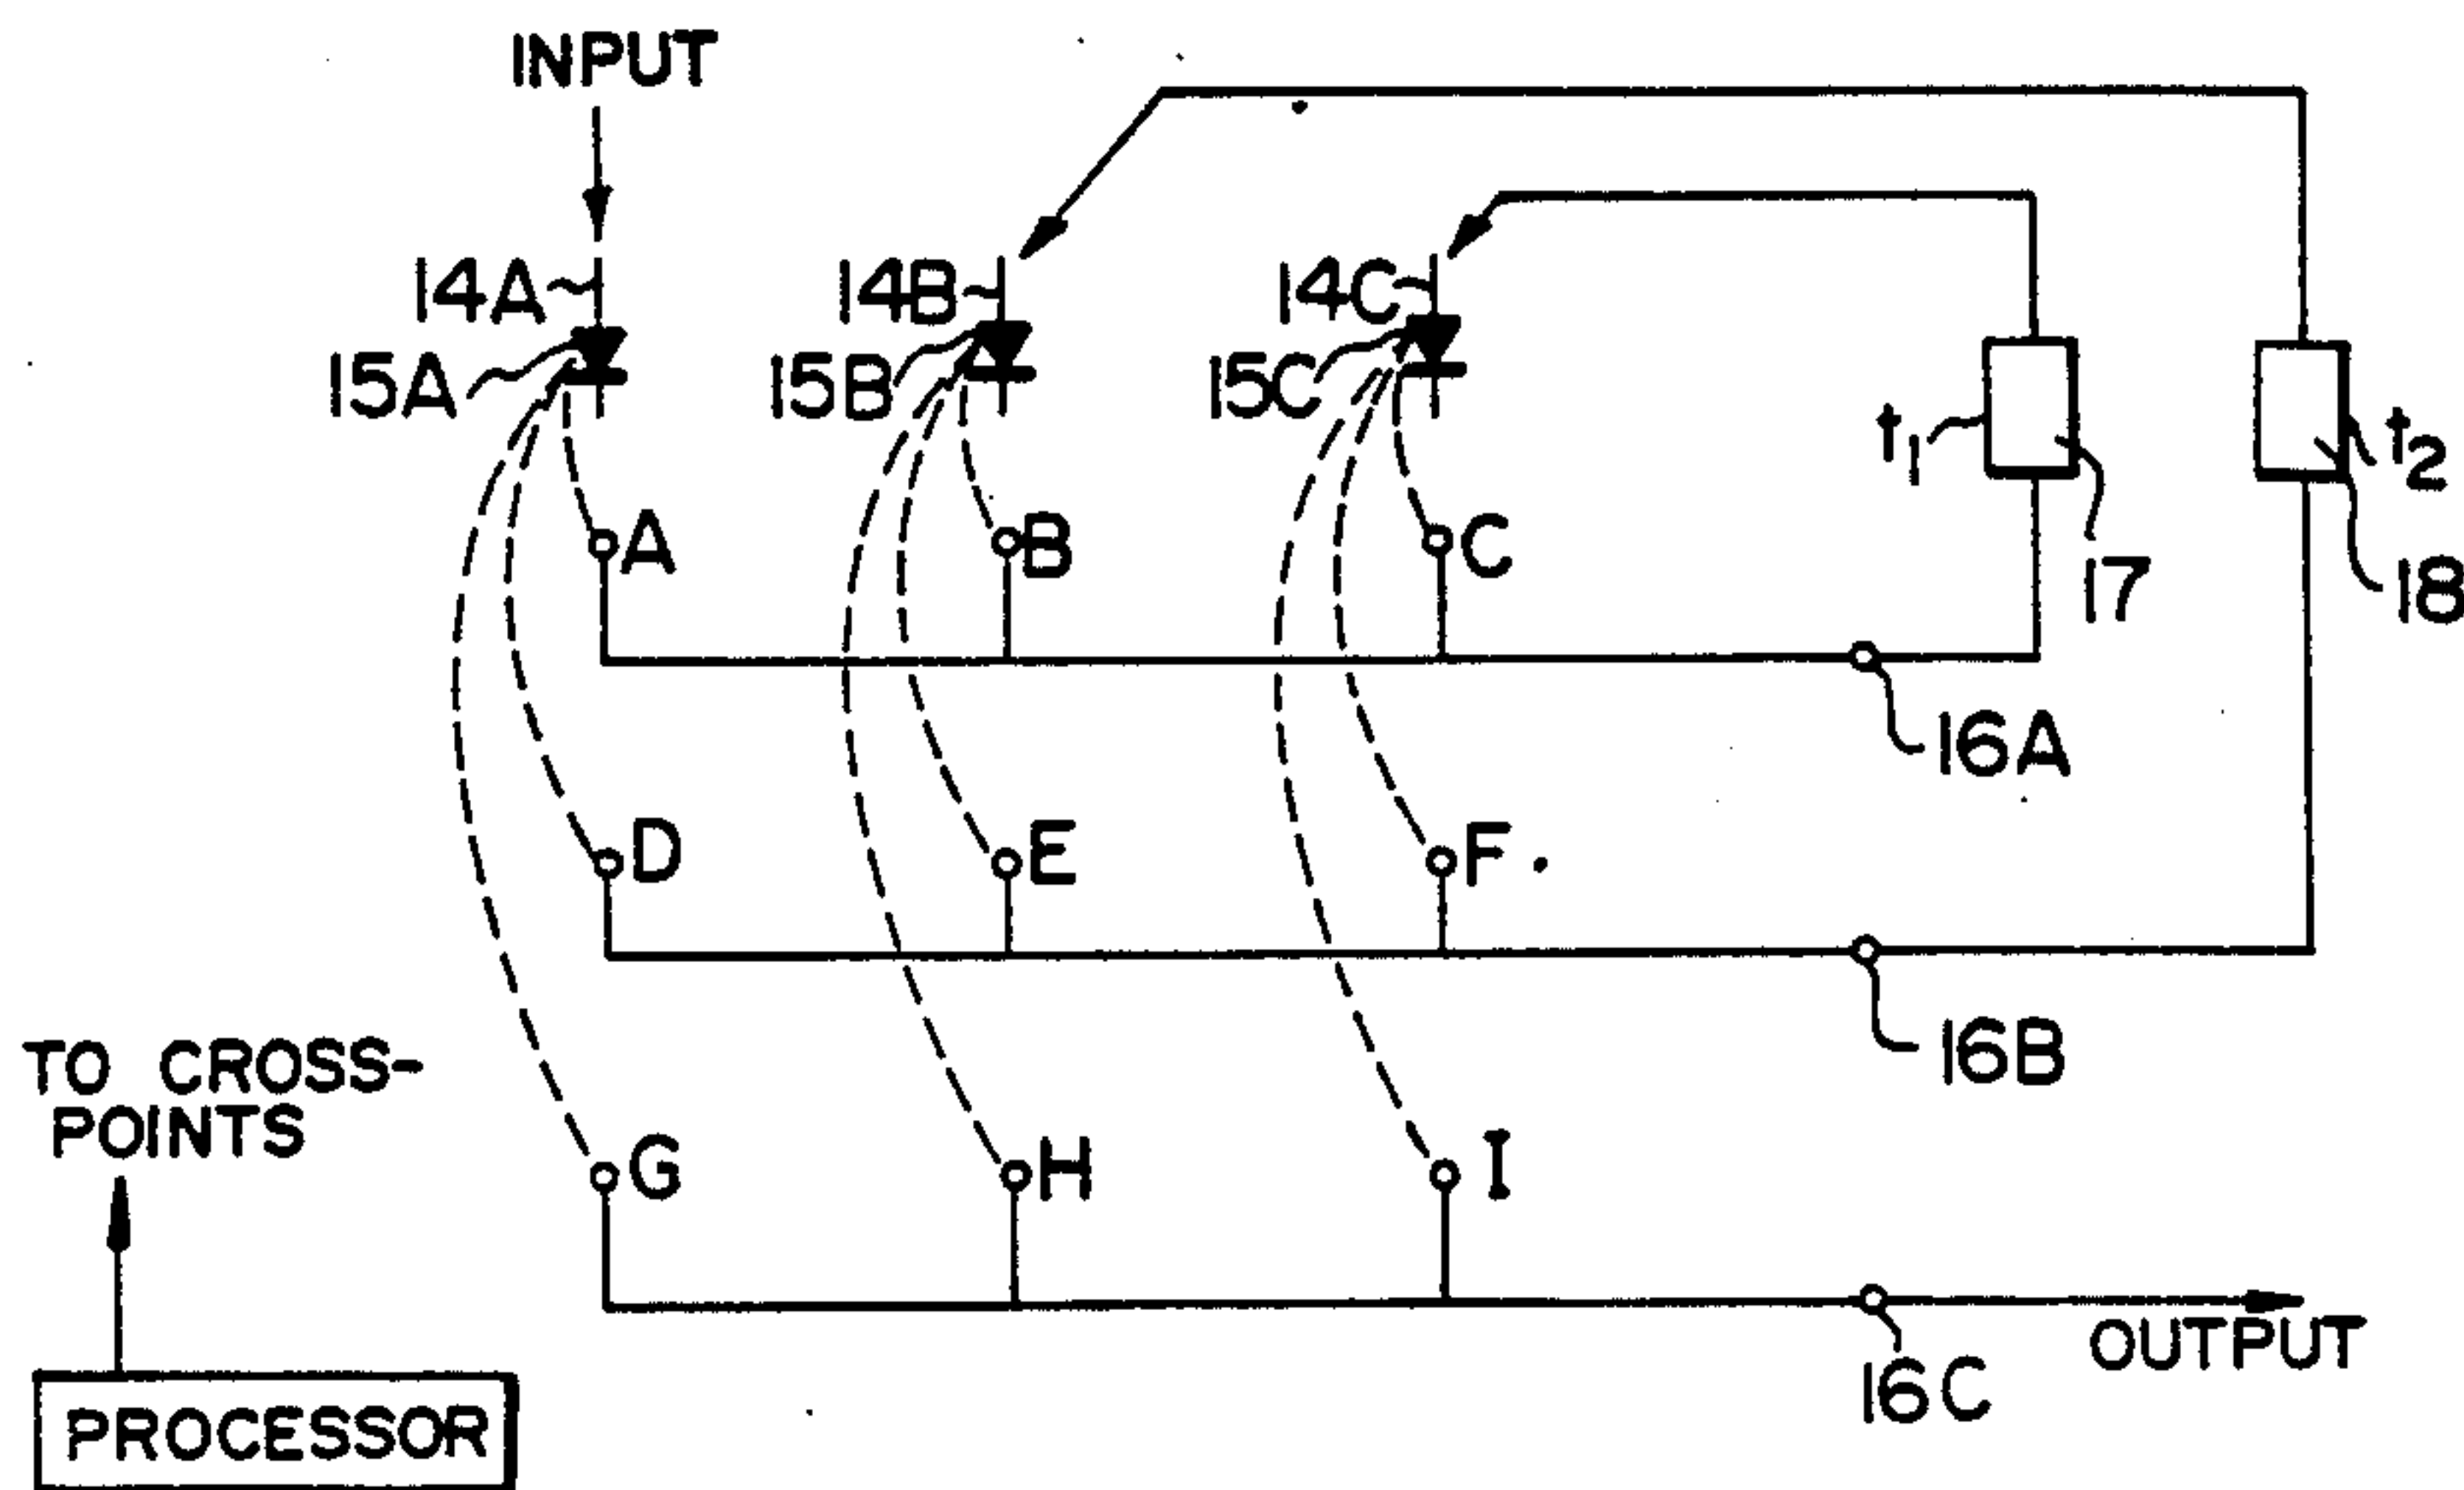 INPUT
14A
14B
14C
15A
15B
15C
t1
t2
A
B
C
17
18
16A
D
E
F
16B
TO CROSS-
POINTS
G
H
I
OUTPUT
16C
PROCESSOR